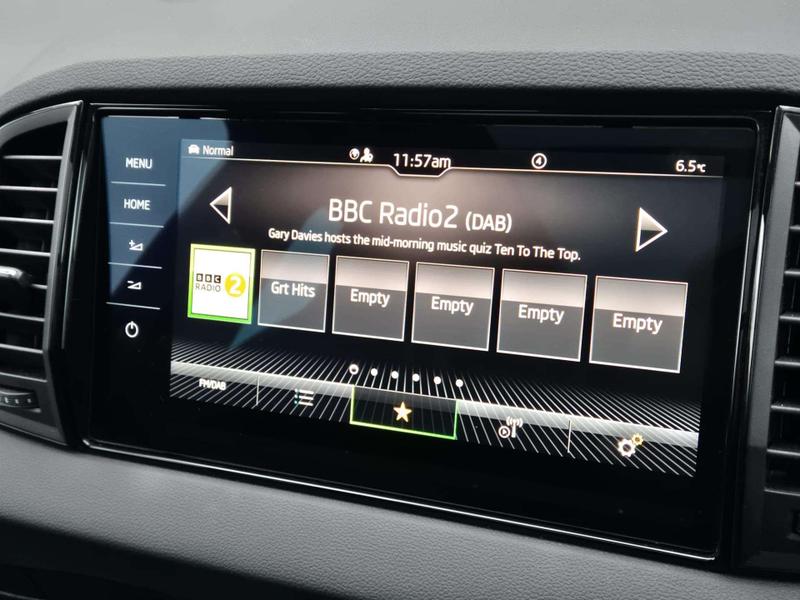 MENU
HOME
Normal
11:57am
4
6.5°C
BBC Radio2 (DAB)
Gary Davies hosts the mid-morning music quiz Ten To The Top.
BBC
RADIO 2
Grt Hits
Empty
Empty
Empty
Empty
FM/DAB